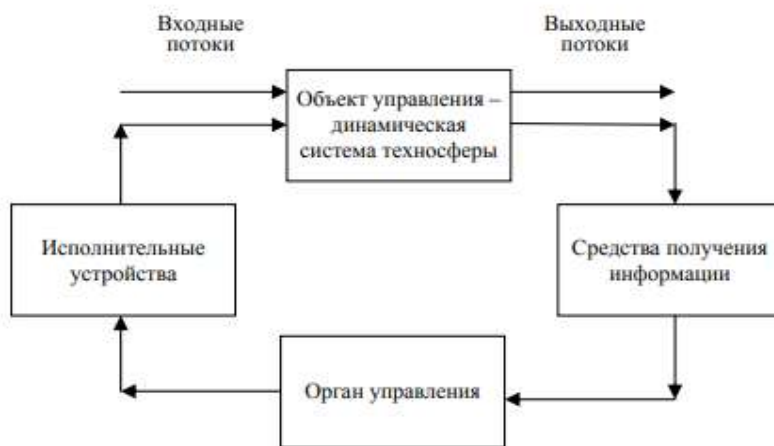 Входные
потоки
Выходные
потоки
Объект управления –
динамическая
система техносферы
Исполнительные
устройства
Средства получения
информации
Орган управления